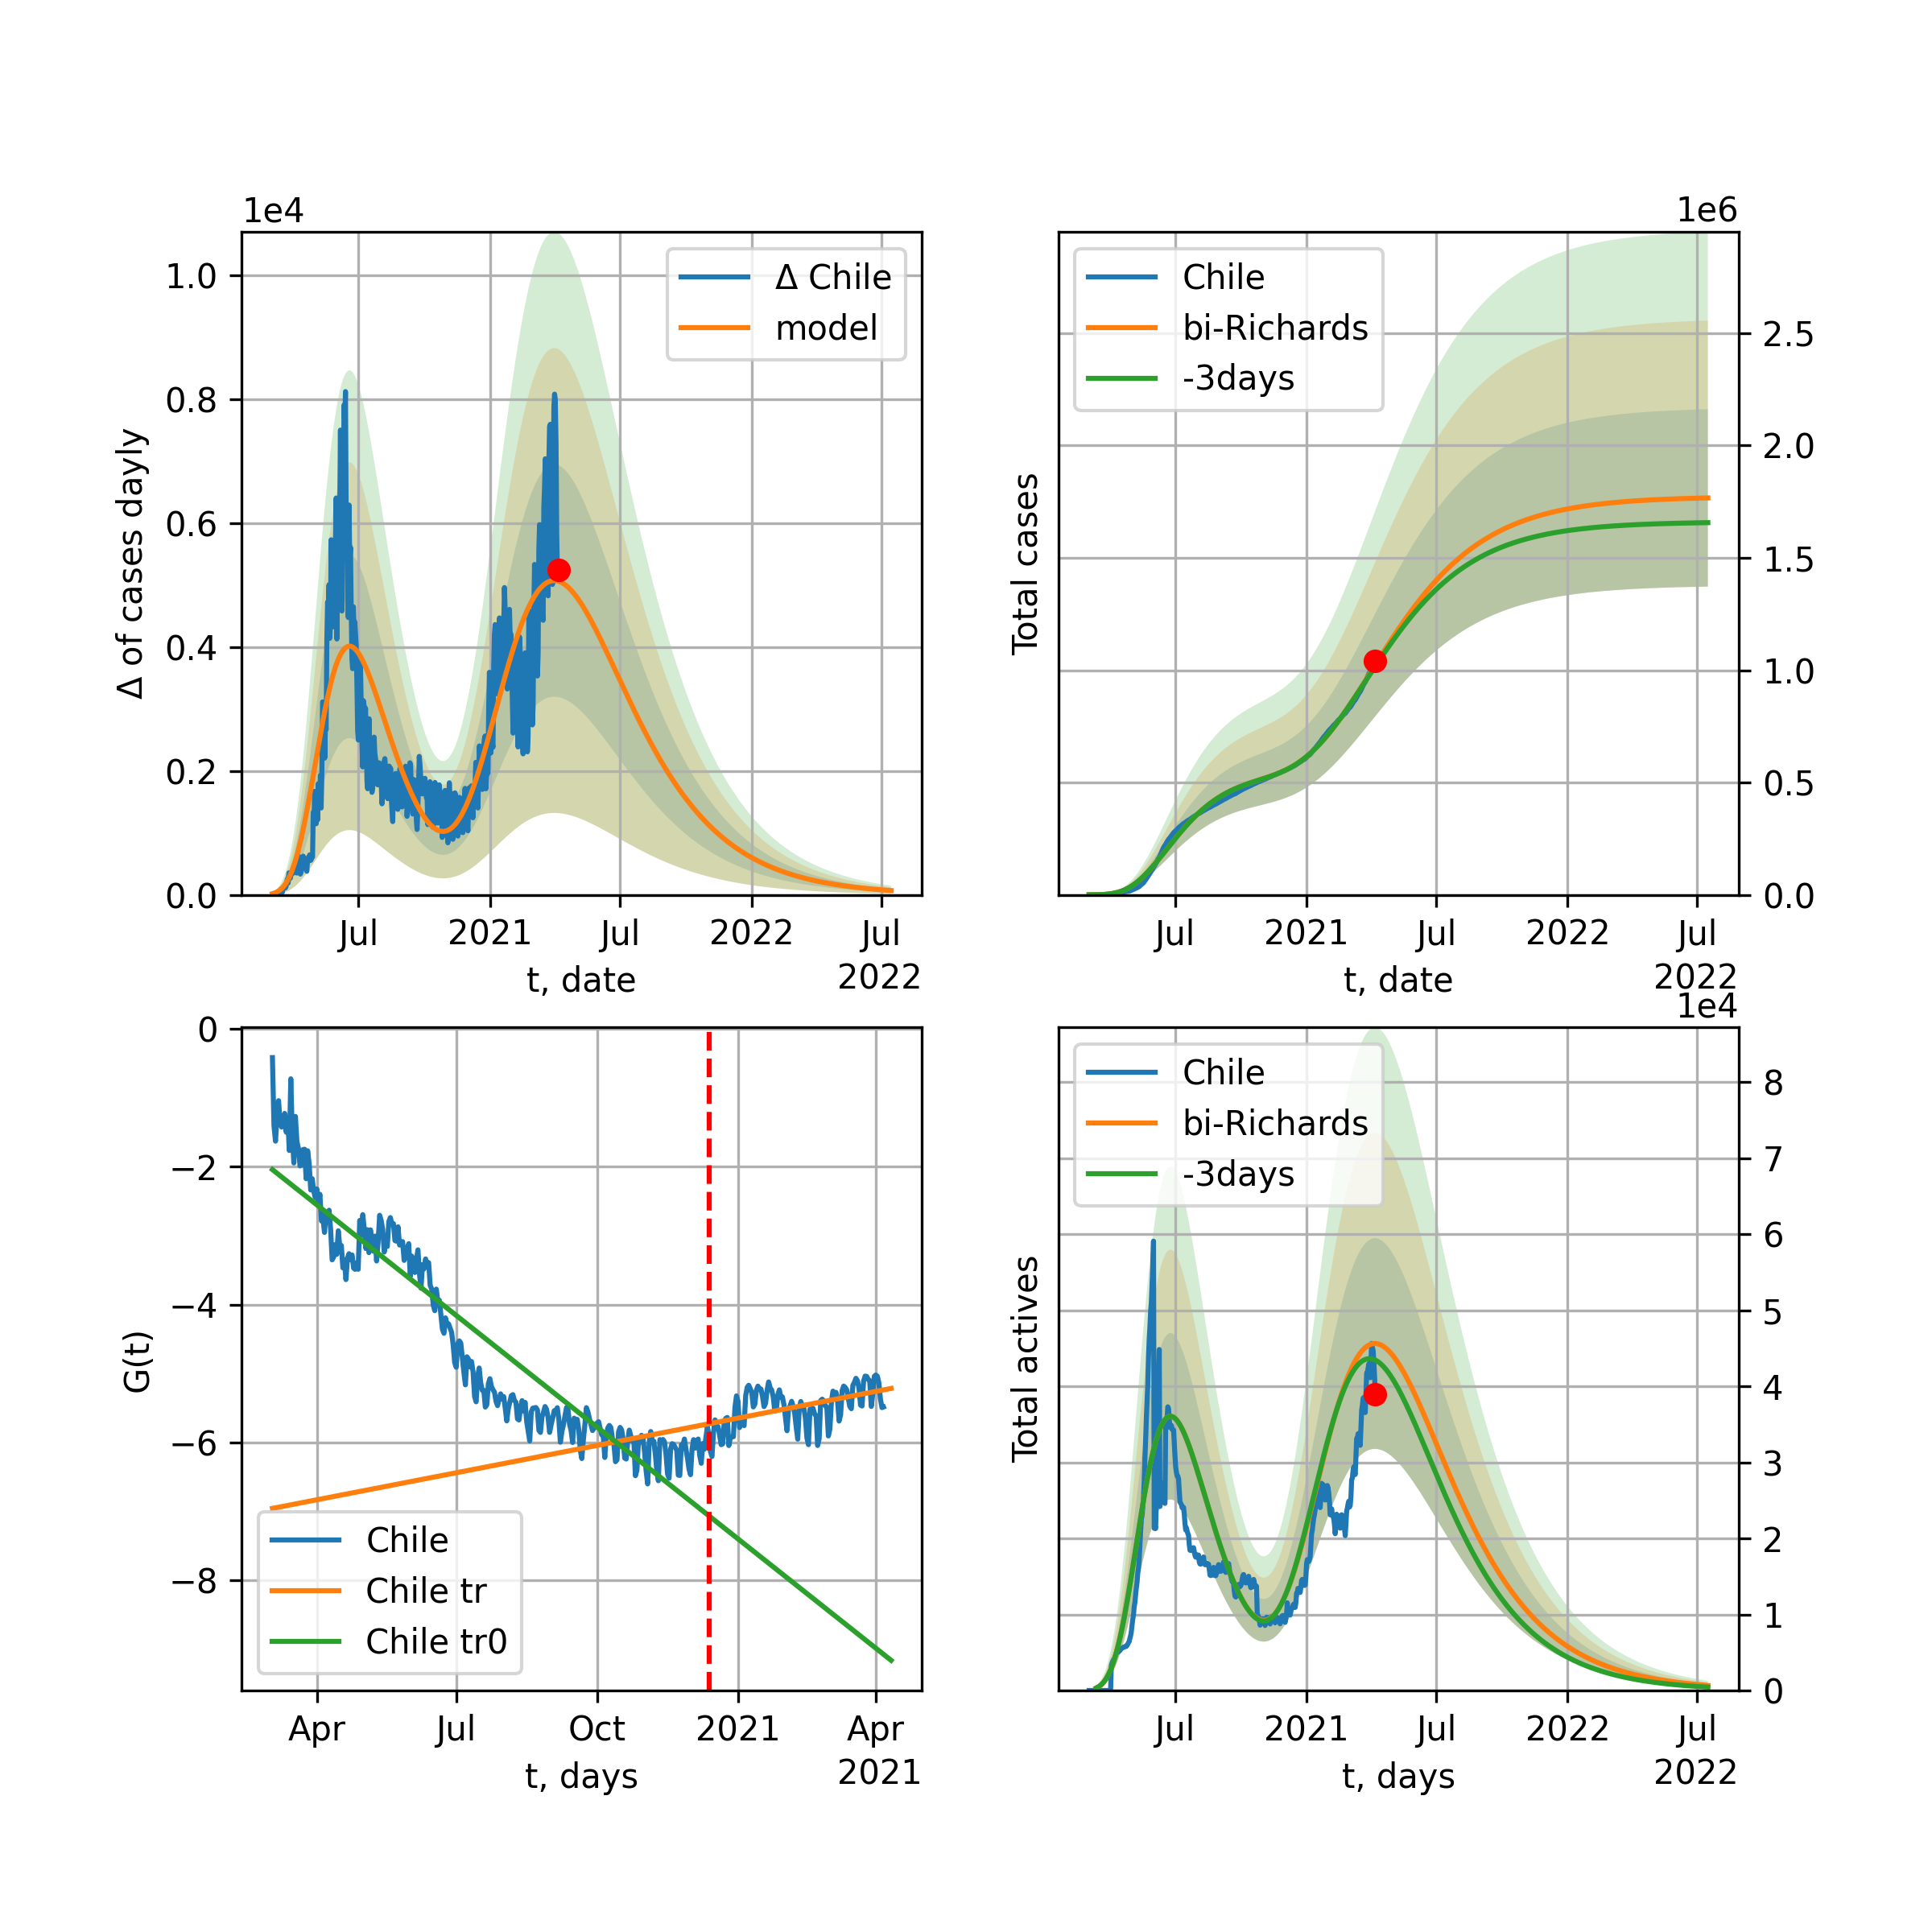 1e4
1.0
0.8
0.6
0.4
0.2
0.0
Δ of cases dayly
Δ Chile
model
Jul
2021
Jul
2022
Jul
2022
t, date
1e6
Chile
bi-Richards
-3days
Total cases
2.5
2.0
1.5
1.0
0.5
0.0
Jul
2021
Jul
2022
Jul
2022
t, date
0
−2
−4
−6
−8
G(t)
Chile
Chile tr
Chile tr0
Apr
Jul
Oct
2021
Apr
2021
t, days
1e4
Chile
bi-Richards
-3days
Total actives
8
7
6
5
4
3
2
1
0
Jul
2021
Jul
2022
Jul
2022
t, days